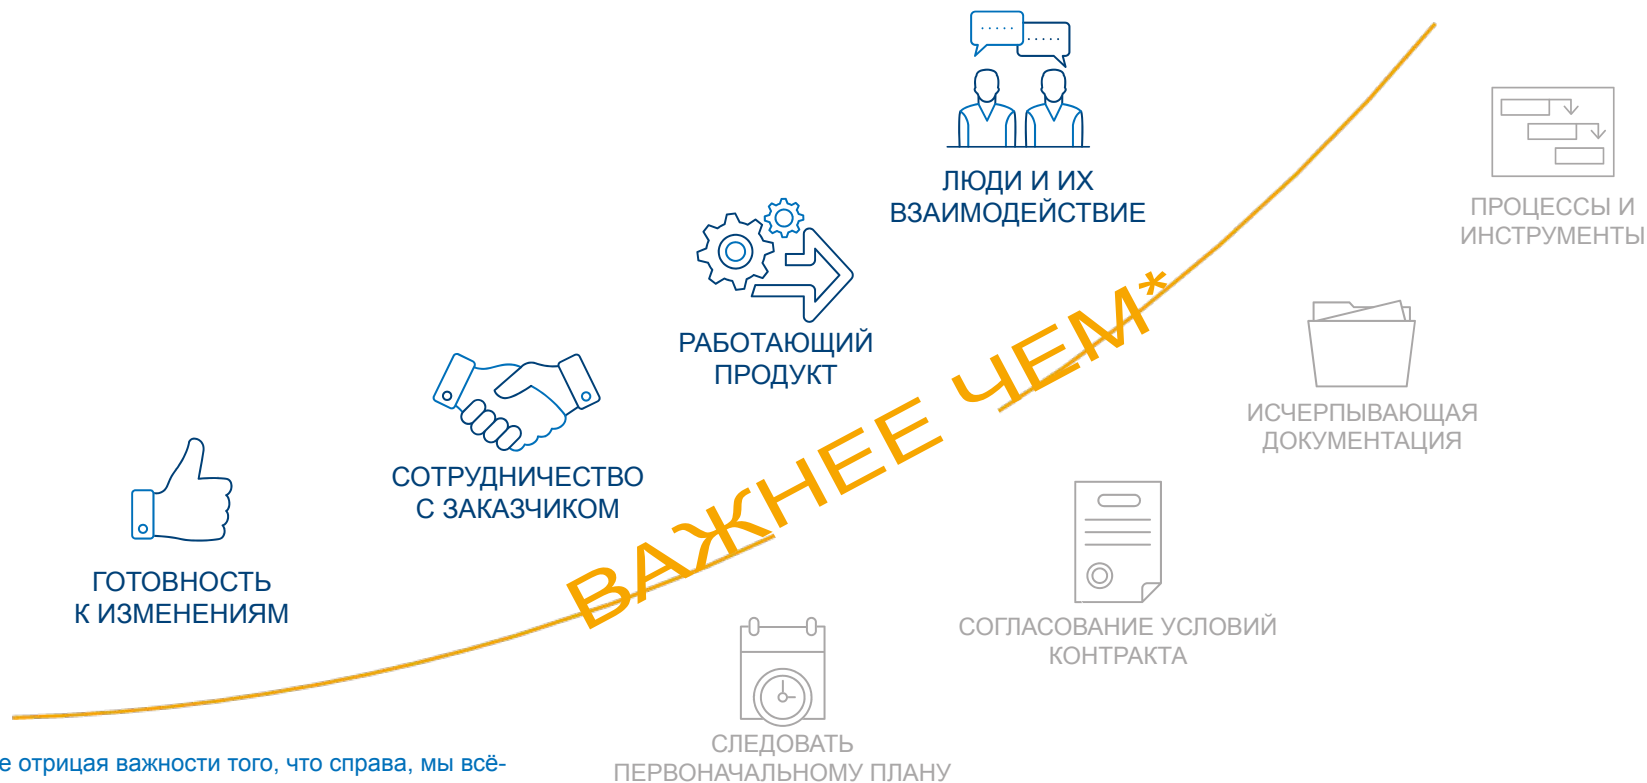 ЛЮДИ И ИХ
ВЗАИМОДЕЙСТВИЕ
ПРОЦЕССЫ И
ИНСТРУМЕНТЫ
РАБОТАЮЩИЙ
ПРОДУКТ
ИСЧЕРПЫВАЮЩАЯ
ДОКУМЕНТАЦИЯ
СОТРУДНИЧЕСТВО
С ЗАКАЗЧИКОМ
ВАЖНЕЕ ЧЕМ*
СОГЛАСОВАНИЕ УСЛОВИЙ
КОНТРАКТА
ГОТОВНОСТЬ
К ИЗМЕНЕНИЯМ
СЛЕДОВАТЬ
ПЕРВОНАЧАЛЬНОМУ ПЛАНУ
е отрицая важности того, что справа, мы всё-